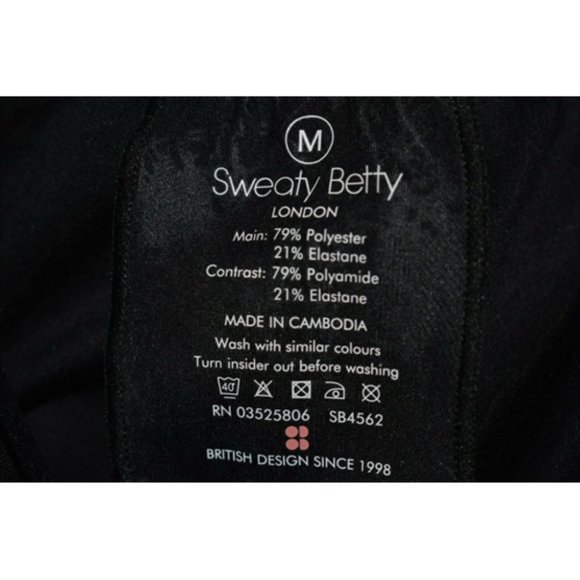 M
Sweaty Betty
LONDON
Main: 79% Polyester
21% Elastane
Contrast: 79% Polyamide
21% Elastane
MADE IN CAMBODIA
Wash with similar colours
Turn insider out before washing
40°
RN 03525806 SB4562
BRITISH DESIGN SINCE 1998